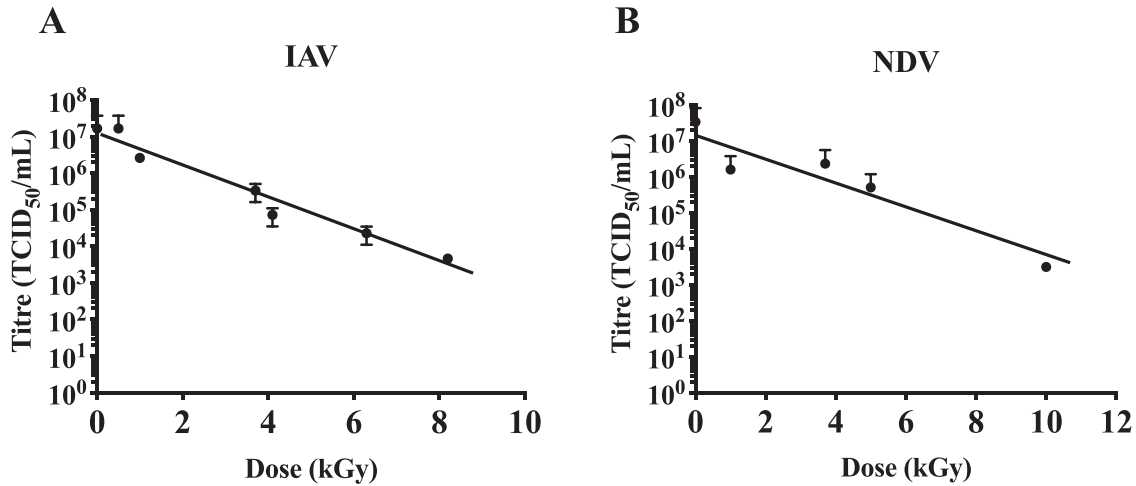 A
IAV
Titre (TCID50/mL)
10^8
10^7
10^6
10^5
10^4
10^3
10^2
10^1
10^0
0 2 4 6 8 10
Dose (kGy)
B
NDV
Titre (TCID50/mL)
10^8
10^7
10^6
10^5
10^4
10^3
10^2
10^1
10^0
0 2 4 6 8 10 12
Dose (kGy)